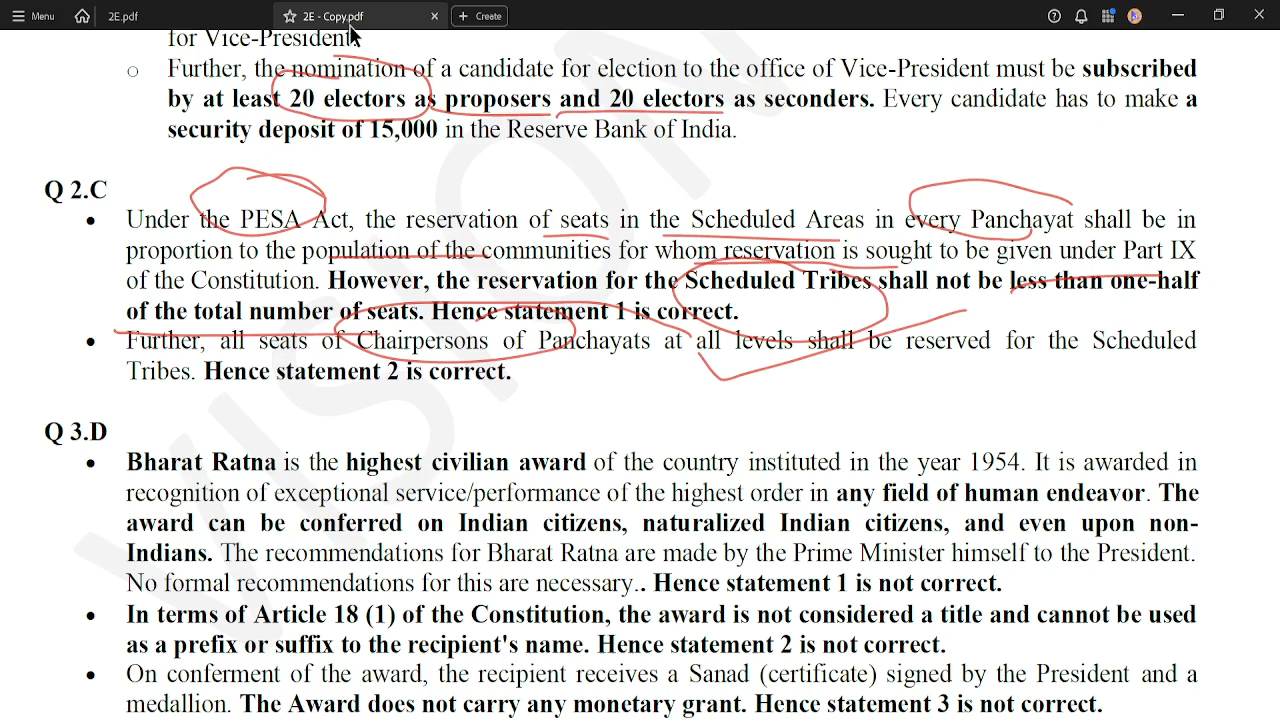 Menu
2E.pdf
2E - Copy.pdf
Create
for Vice-President.
Further, the nomination of a candidate for election to the office of Vice-President must be subscribed
by at least 20 electors as proposers and 20 electors as seconders. Every candidate has to make a
security deposit of 15,000 in the Reserve Bank of India.
Q 2.C
Under the PESA Act, the reservation of seats in the Scheduled Areas in every Panchayat shall be in
proportion to the population of the communities for whom reservation is sought to be given under Part IX
of the Constitution. However, the reservation for the Scheduled Tribes shall not be less than one-half
of the total number of seats. Hence statement 1 is correct.
Further, all seats of Chairpersons of Panchayats at all levels shall be reserved for the Scheduled
Tribes. Hence statement 2 is correct.
Q 3.D
Bharat Ratna is the highest civilian award of the country instituted in the year 1954. It is awarded in
recognition of exceptional service/performance of the highest order in any field of human endeavor. The
award can be conferred on Indian citizens, naturalized Indian citizens, and even upon non-
Indians. The recommendations for Bharat Ratna are made by the Prime Minister himself to the President.
No formal recommendations for this are necessary.. Hence statement 1 is not correct.
In terms of Article 18 (1) of the Constitution, the award is not considered a title and cannot be used
as a prefix or suffix to the recipient's name. Hence statement 2 is not correct.
On conferment of the award, the recipient receives a Sanad (certificate) signed by the President and a
medallion. The Award does not carry any monetary grant. Hence statement 3 is not correct.
VISION